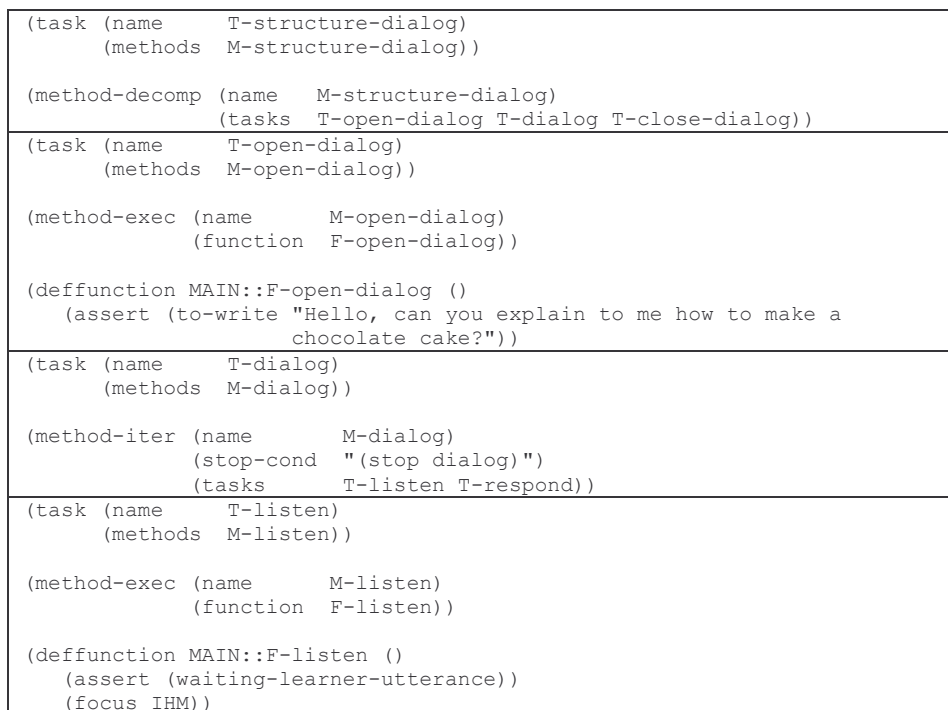 (task (name     T-structure-dialog)
      (methods  M-structure-dialog))
(method-decomp (name   M-structure-dialog)
               (tasks  T-open-dialog T-dialog T-close-dialog))
(task (name     T-open-dialog)
      (methods  M-open-dialog))
(method-exec (name      M-open-dialog)
             (function  F-open-dialog))
(deffunction MAIN::F-open-dialog ()
   (assert (to-write "Hello, can you explain to me how to make a
                    chocolate cake?"))
(task (name     T-dialog)
      (methods  M-dialog))
(method-iter (name       M-dialog)
             (stop-cond  "(stop dialog)")
             (tasks      T-listen T-respond))
(task (name     T-listen)
      (methods  M-listen))
(method-exec (name      M-listen)
             (function  F-listen))
(deffunction MAIN::F-listen ()
   (assert (waiting-learner-utterance))
   (focus IHM))